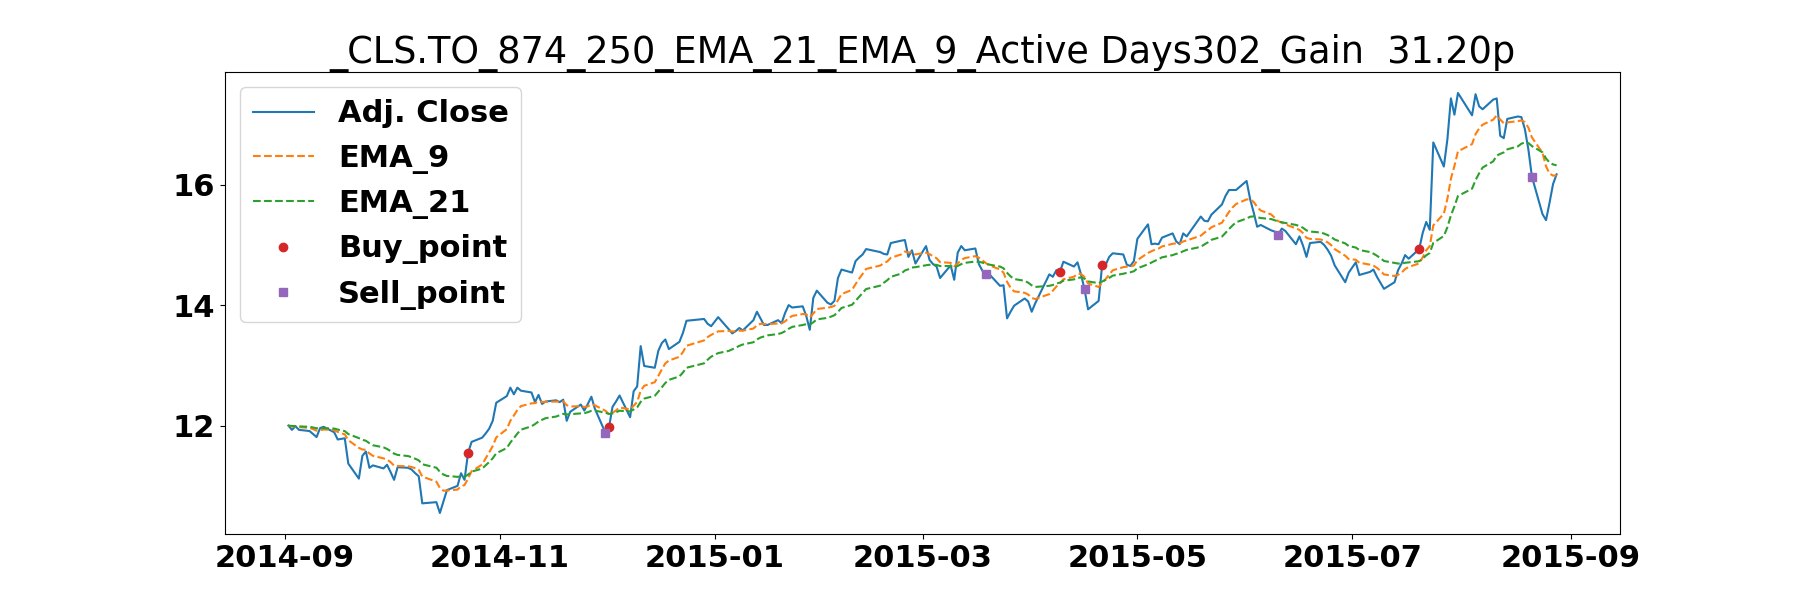 _CLS.TO_874_250_EMA_21_EMA_9_Active Days302_Gain  31.20p
Adj. Close
EMA_9
EMA_21
Buy_point
Sell_point
16
14
12
2014-09 2014-11 2015-01 2015-03 2015-05 2015-07 2015-09